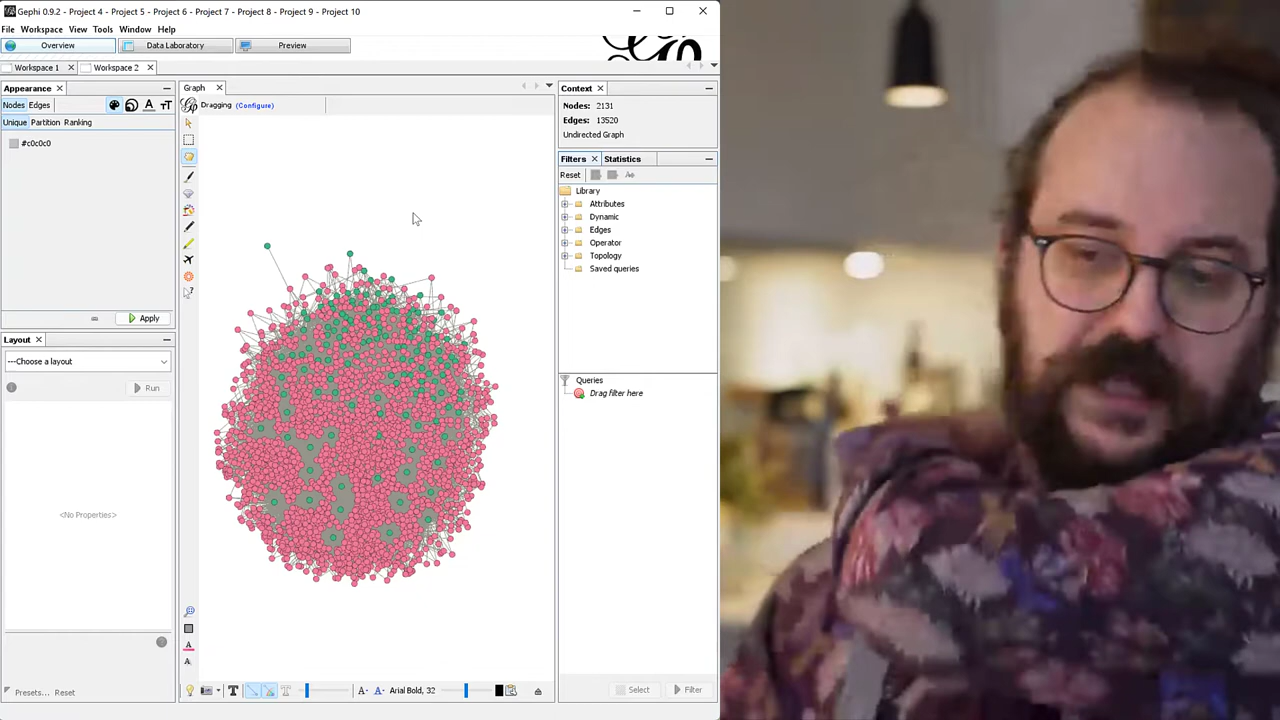 Gephi 0.9.2 - Project 4 - Project 5 - Project 6 - Project 7 - Project 8 - Project 9 - Project 10
File Workspace View Tools Window Help
Overview Data Laboratory Preview
Workspace 1 Workspace 2
Appearance
Nodes Edges
Unique Partition Ranking
#c0c0c0
Apply
Layout
---Choose a layout
Run
<No Properties>
Presets... Reset
Graph
Dragging (Configure)
Arial Bold, 32
Context
Nodes: 2131
Edges: 13520
Undirected Graph
Filters Statistics
Reset
Library
Attributes
Dynamic
Edges
Operator
Topology
Saved queries
Queries
Drag filter here
Select Filter